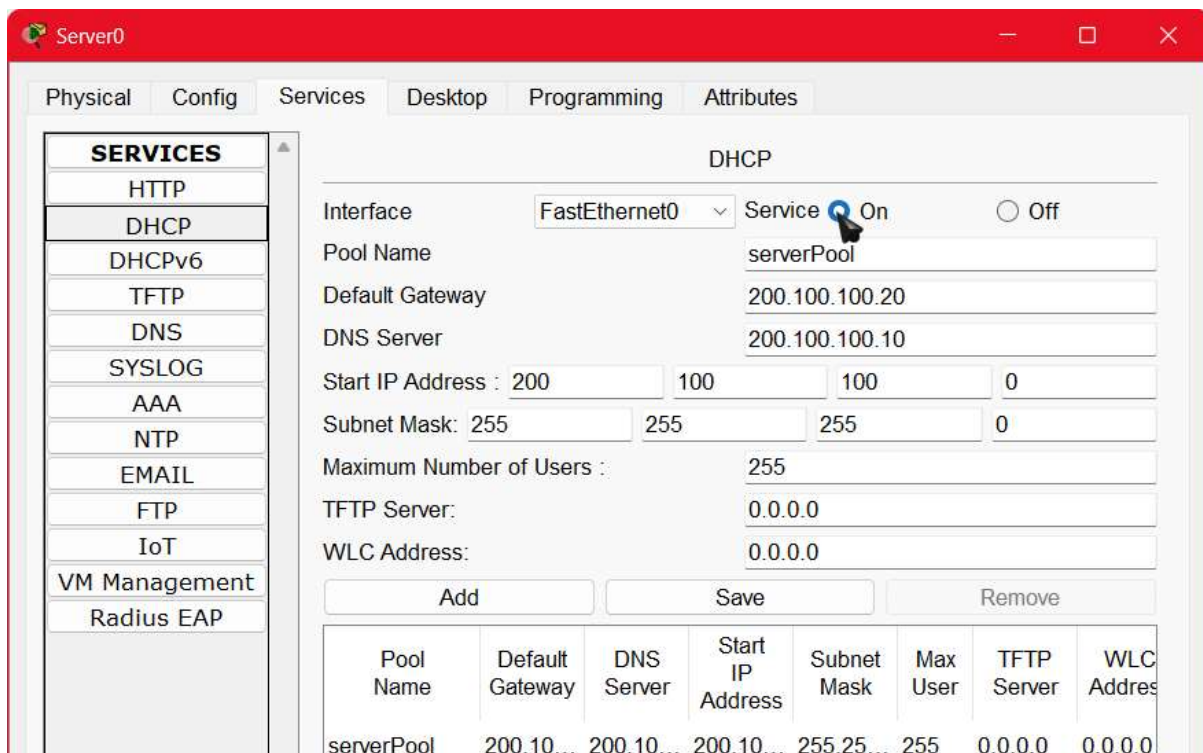 Server0
Physical Config Services Desktop Programming Attributes
SERVICES
HTTP
DHCP
DHCPv6
TFTP
DNS
SYSLOG
AAA
NTP
EMAIL
FTP
IoT
VM Management
Radius EAP
DHCP
Interface FastEthernet0 Service On Off
Pool Name serverPool
Default Gateway 200.100.100.20
DNS Server 200.100.100.10
Start IP Address : 200 100 100 0
Subnet Mask: 255 255 255 0
Maximum Number of Users : 255
TFTP Server: 0.0.0.0
WLC Address: 0.0.0.0
Add Save Remove
Pool Name Default Gateway DNS Server Start IP Address Subnet Mask Max User TFTP Server WLC Addres
serverPool 200.10... 200.10... 200.10... 255.25... 255 0.0.0.0 0.0.0.0